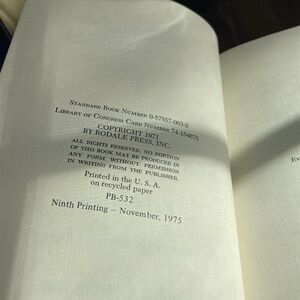 STANDARD BOOK NUMBER 0-87857-003-0
LIBRARY OF CONGRESS CARD NUMBER 74-154675
COPYRIGHT 1971
BY RODALE PRESS, INC.
ALL RIGHTS RESERVED. NO PORTION
OF THIS BOOK MAY BE PRODUCED IN
ANY FORM WITHOUT PERMISSION
IN WRITING FROM THE PUBLISHER.
Printed in the U. S. A.
on recycled paper
PB-532
Ninth Printing — November, 1975